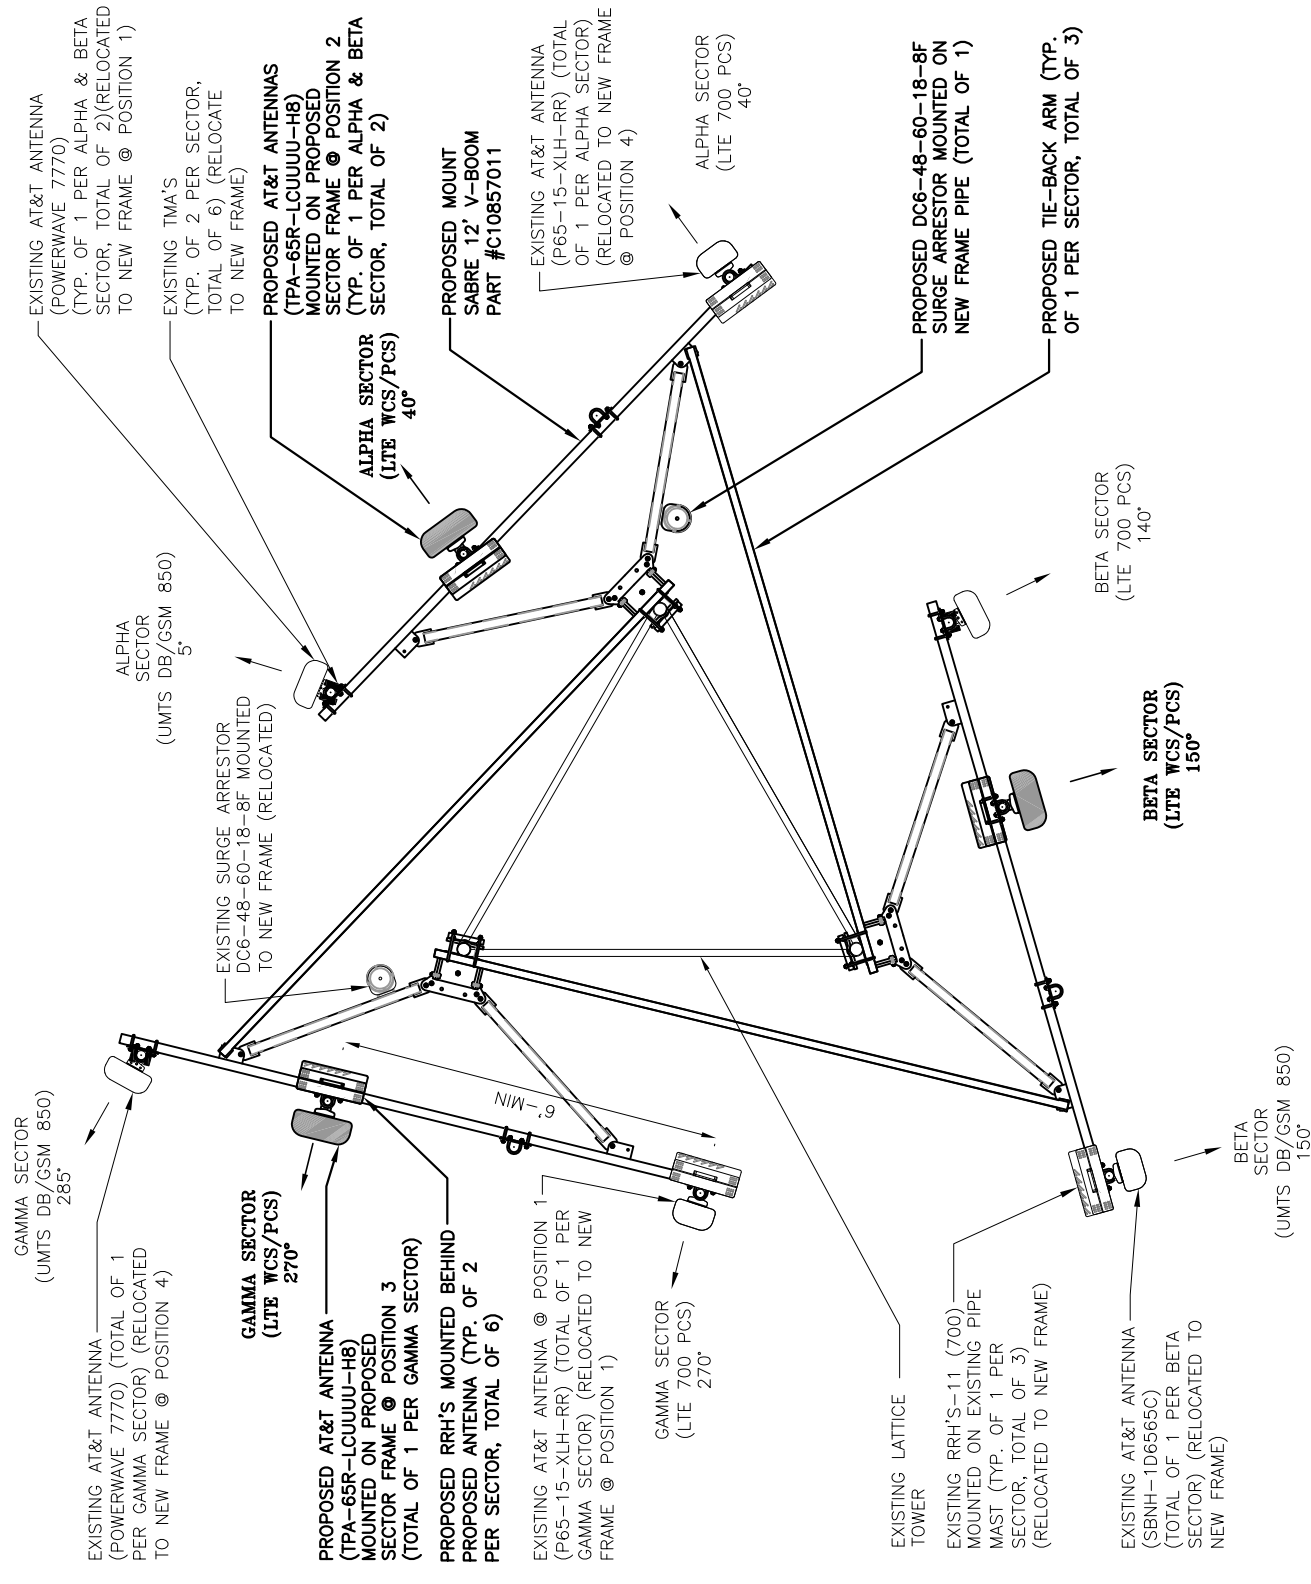 EXISTING AT&T ANTENNA
(POWERWAVE 7770)
(TYP. OF 1 PER ALPHA & BETA
SECTOR, TOTAL OF 2)(RELOCATED
TO NEW FRAME @ POSITION 1)
EXISTING TMA'S
(TYP. OF 2 PER SECTOR,
TOTAL OF 6) (RELOCATE
TO NEW FRAME)
PROPOSED AT&T ANTENNAS
(TPA-65R-LCUUUU-H8)
MOUNTED ON PROPOSED
SECTOR FRAME @ POSITION 2
(TYP. OF 1 PER ALPHA & BETA
SECTOR, TOTAL OF 2)
PROPOSED MOUNT
SABRE 12' V-BOOM
PART #C10857011
EXISTING AT&T ANTENNA
(P65-15-XLH-RR) (TOTAL
OF 1 PER ALPHA SECTOR)
(RELOCATED TO NEW FRAME
@ POSITION 4)
ALPHA SECTOR
(LTE 700 PCS)
40°
PROPOSED DC6-48-60-18-8F
SURGE ARRESTOR MOUNTED ON
NEW FRAME PIPE (TOTAL OF 1)
PROPOSED TIE-BACK ARM (TYP.
OF 1 PER SECTOR, TOTAL OF 3)
ALPHA SECTOR
(LTE WCS/PCS)
40°
ALPHA
SECTOR
(UMTS DB/GSM 850)
5°
EXISTING SURGE ARRESTOR
DC6-48-60-18-8F MOUNTED
TO NEW FRAME (RELOCATED)
BETA SECTOR
(LTE 700 PCS)
140°
BETA SECTOR
(LTE WCS/PCS)
150°
GAMMA SECTOR
(UMTS DB/GSM 850)
285°
6'-MIN
BETA
SECTOR
(UMTS DB/GSM 850)
150°
EXISTING AT&T ANTENNA
(POWERWAVE 7770) (TOTAL OF 1
PER GAMMA SECTOR) (RELOCATED
TO NEW FRAME @ POSITION 4)
GAMMA SECTOR
(LTE WCS/PCS)
270°
PROPOSED AT&T ANTENNA
(TPA-65R-LCUUUU-H8)
MOUNTED ON PROPOSED
SECTOR FRAME @ POSITION 3
(TOTAL OF 1 PER GAMMA SECTOR)
PROPOSED RRH'S MOUNTED BEHIND
PROPOSED ANTENNA (TYP. OF 2
PER SECTOR, TOTAL OF 6)
EXISTING AT&T ANTENNA @ POSITION 1
(P65-15-XLH-RR) (TOTAL OF 1 PER
GAMMA SECTOR) (RELOCATED TO NEW
FRAME @ POSITION 1)
GAMMA SECTOR
(LTE 700 PCS)
270°
EXISTING LATTICE
TOWER
EXISTING RRH'S-11 (700)
MOUNTED ON EXISTING PIPE
MAST (TYP. OF 1 PER
SECTOR, TOTAL OF 3)
(RELOCATED TO NEW FRAME)
EXISTING AT&T ANTENNA
(SBNH-1D6565C)
(TOTAL OF 1 PER BETA
SECTOR) (RELOCATED TO
NEW FRAME)